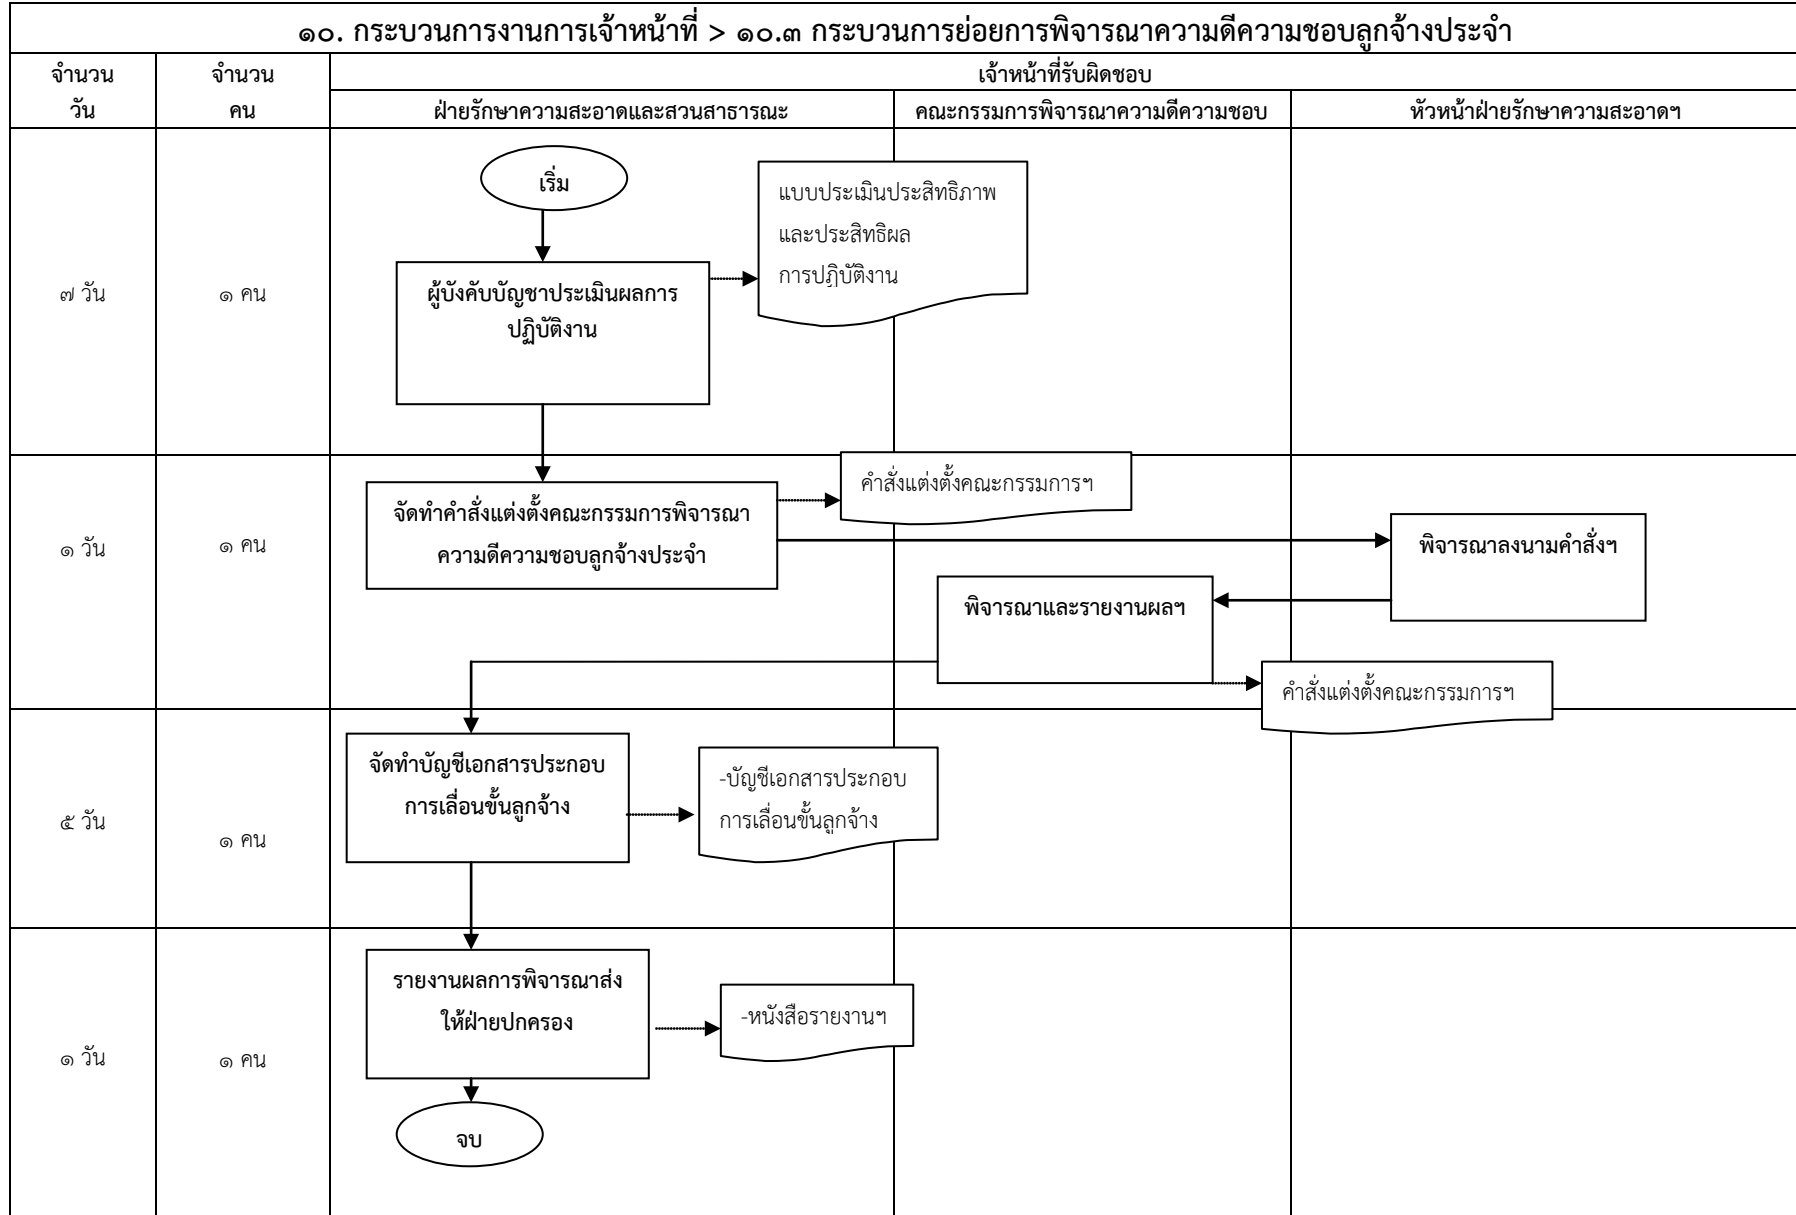 ๑๐. กระบวนการงานการเจ้าหน้าที่ > ๑๐.๓ กระบวนการย่อยการพิจารณาความดีความชอบลูกจ้างประจำ
จำนวน
วัน
จำนวน
คน
เจ้าหน้าที่รับผิดชอบ
ฝ่ายรักษาความสะอาดและสวนสาธารณะ
คณะกรรมการพิจารณาความดีความชอบ
หัวหน้าฝ่ายรักษาความสะอาดฯ
๗ วัน
๑ คน
เริ่ม
แบบประเมินประสิทธิภาพ
และประสิทธิผล
การปฏิบัติงาน
ผู้บังคับบัญชาประเมินผลการ
ปฏิบัติงาน
๑ วัน
๑ คน
จัดทำคำสั่งแต่งตั้งคณะกรรมการพิจารณา
ความดีความชอบลูกจ้างประจำ
คำสั่งแต่งตั้งคณะกรรมการฯ
พิจารณาลงนามคำสั่งฯ
พิจารณาและรายงานผลฯ
คำสั่งแต่งตั้งคณะกรรมการฯ
๕ วัน
๑ คน
จัดทำบัญชีเอกสารประกอบ
การเลื่อนขั้นลูกจ้าง
-บัญชีเอกสารประกอบ
การเลื่อนขั้นลูกจ้าง
๑ วัน
๑ คน
รายงานผลการพิจารณาส่ง
ให้ฝ่ายปกครอง
-หนังสือรายงานฯ
จบ